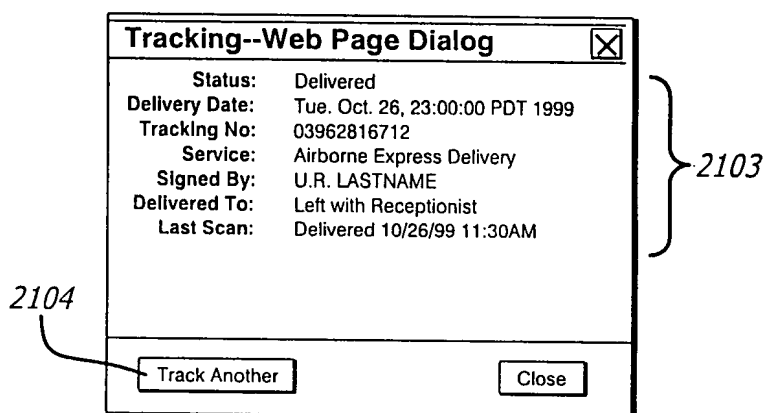 Tracking--Web Page Dialog
Status: Delivered
Delivery Date: Tue. Oct. 26, 23:00:00 PDT 1999
Tracking No: 03962816712
Service: Airborne Express Delivery
Signed By: U.R. LASTNAME
Delivered To: Left with Receptionist
Last Scan: Delivered 10/26/99 11:30AM
2103
2104
Track Another Close